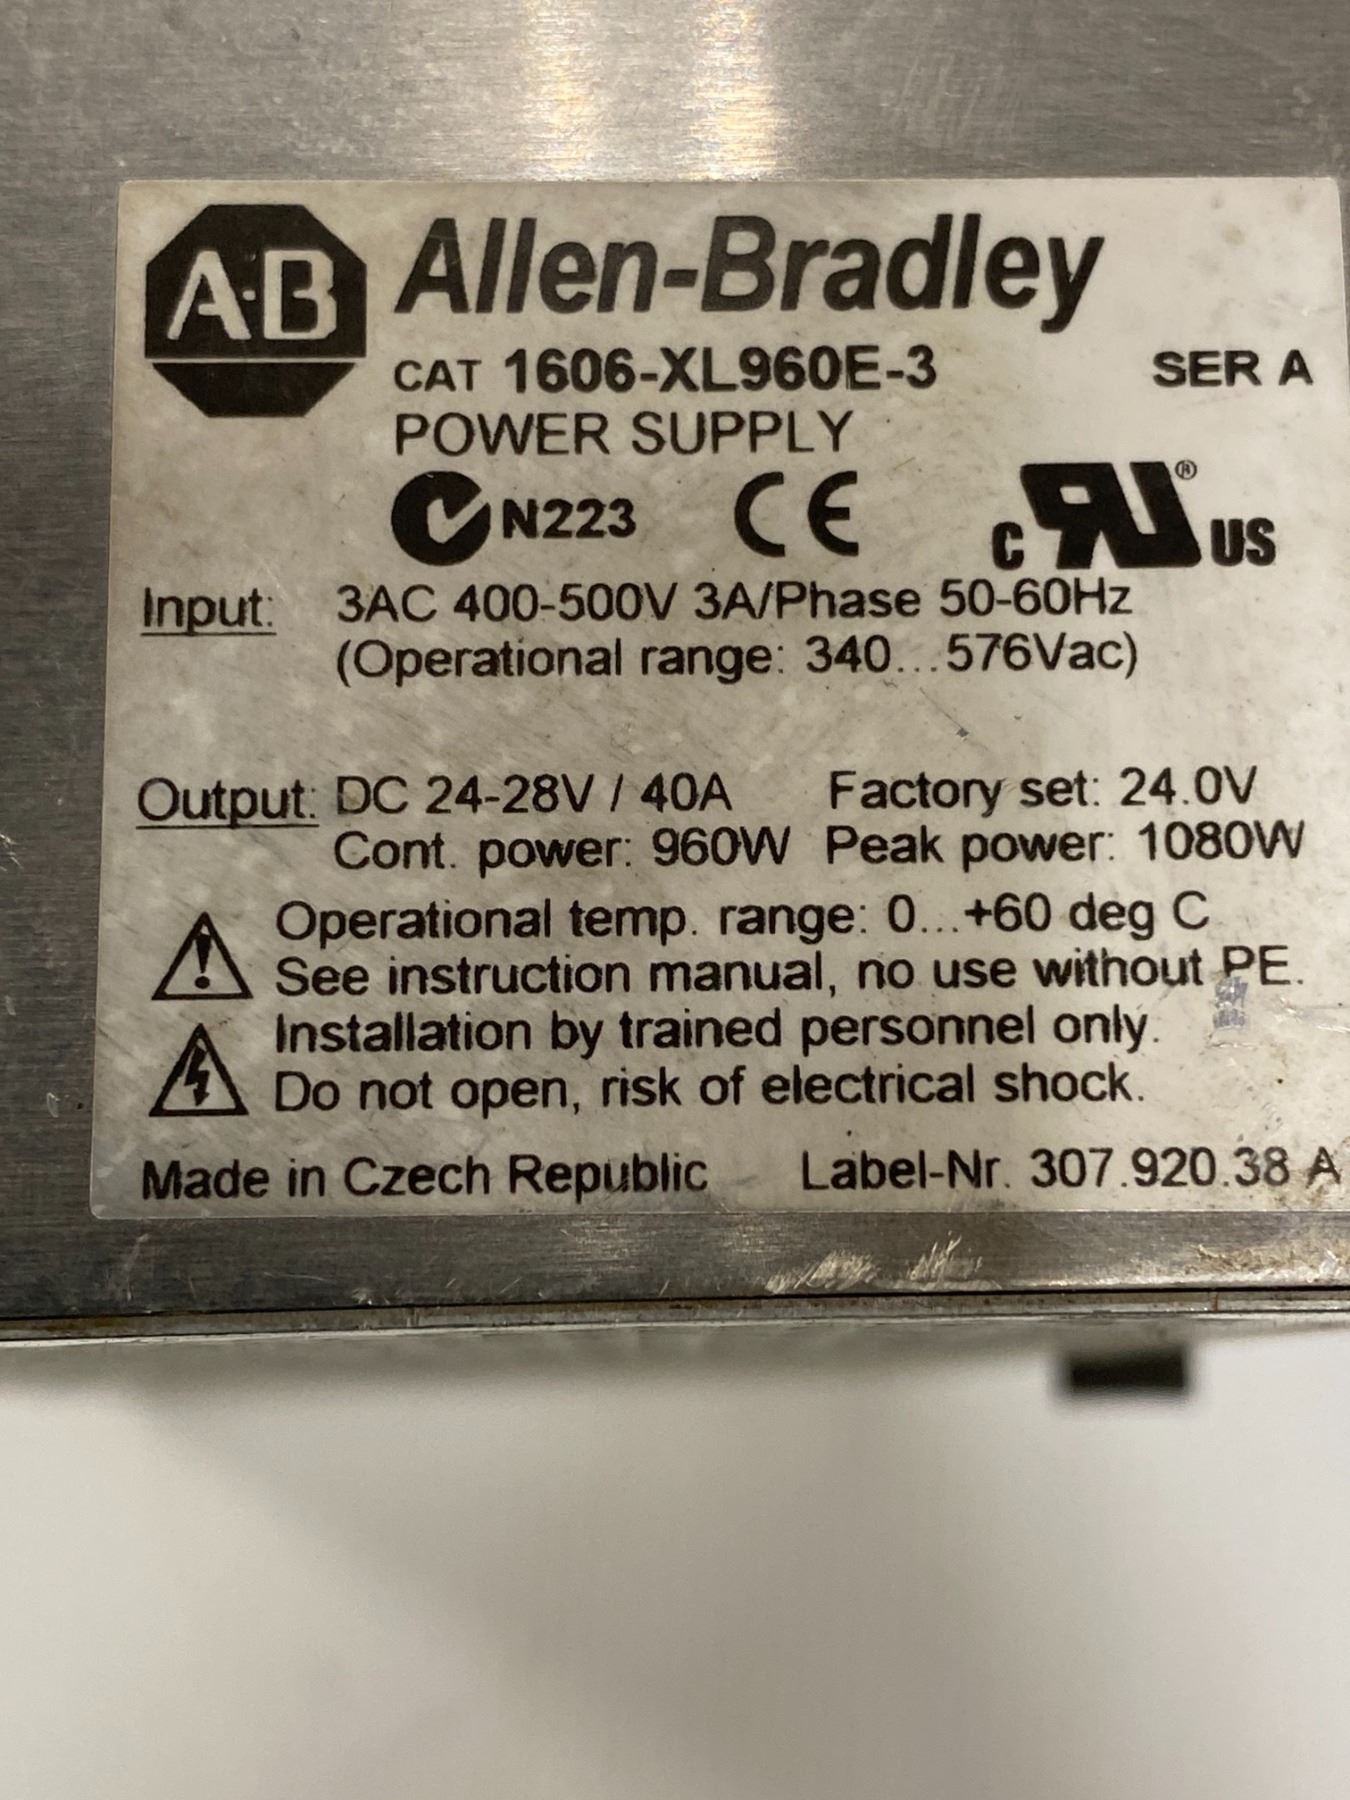 A·B Allen-Bradley
CAT 1606-XL960E-3 SER A
POWER SUPPLY
N223 CE c RU® US
Input: 3AC 400-500V 3A/Phase 50-60Hz
(Operational range: 340...576Vac)
Output: DC 24-28V / 40A Factory set: 24.0V
Cont. power: 960W Peak power: 1080W
Operational temp. range: 0...+60 deg C
See instruction manual, no use without PE.
Installation by trained personnel only.
Do not open, risk of electrical shock.
Made in Czech Republic Label-Nr. 307.920.38 A